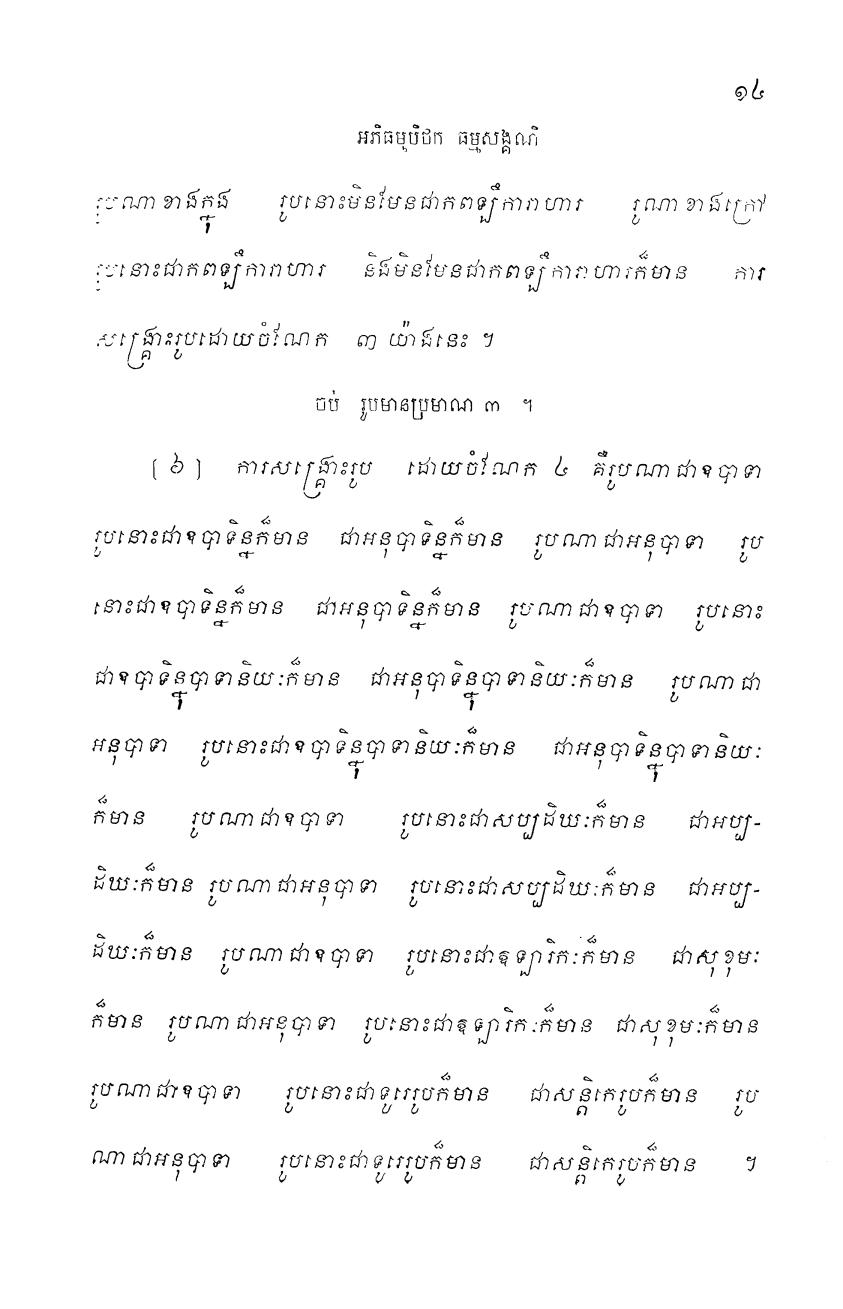 ១៤
អភិធម្មបិដក ធម្មសង្គណី
រូបណាខាងក្នុង រូបនោះមិនមែនជាកពឡីការាហារ រូណាខាងក្រៅ
រូបនោះជាកពឡីការាហារ និងមិនមែនជាកពឡីការាហារក៏មាន ការ
សង្គ្រោះរូបដោយចំណែក ៣ យ៉ាងនេះ ។
ចប់ រូបមានប្រមាណ ៣ ។
[ ៦ ] ការសង្គ្រោះរូប ដោយចំណែក ៤ គឺរូបណាជាឧបាទា
រូបនោះជាឧបាទិន្នក៏មាន ជាអនុបាទិន្នក៏មាន រូបណាជាអនុបាទា រូប
នោះជាឧបាទិន្នក៏មាន ជាអនុបាទិន្នក៏មាន រូបណាជាឧបាទា រូបនោះ
ជាឧបាទិន្នុបាទានិយៈក៏មាន ជាអនុបាទិន្នុបាទានិយៈក៏មាន រូបណាជា
អនុបាទា រូបនោះជាឧបាទិន្នុបាទានិយៈក៏មាន ជាអនុបាទិន្នុបាទានិយៈ
ក៏មាន រូបណាជាឧបាទា រូបនោះជាសប្បដិឃៈក៏មាន ជាអប្ប-
ដិឃៈក៏មាន រូបណាជាអនុបាទា រូបនោះជាសប្បដិឃៈក៏មាន ជាអប្ប-
ដិឃៈក៏មាន រូបណាជាឧបាទា រូបនោះជាឱឡារិកៈក៏មាន ជាសុខុមៈ
ក៏មាន រូបណាជាអនុបាទា រូបនោះជាឱឡារិកៈក៏មាន ជាសុខុមៈក៏មាន
រូបណាជាឧបាទា រូបនោះជាទូរេរូបក៏មាន ជាសន្តិកេរូបក៏មាន រូប
ណាជាអនុបាទា រូបនោះជាទូរេរូបក៏មាន ជាសន្តិកេរូបក៏មាន ។